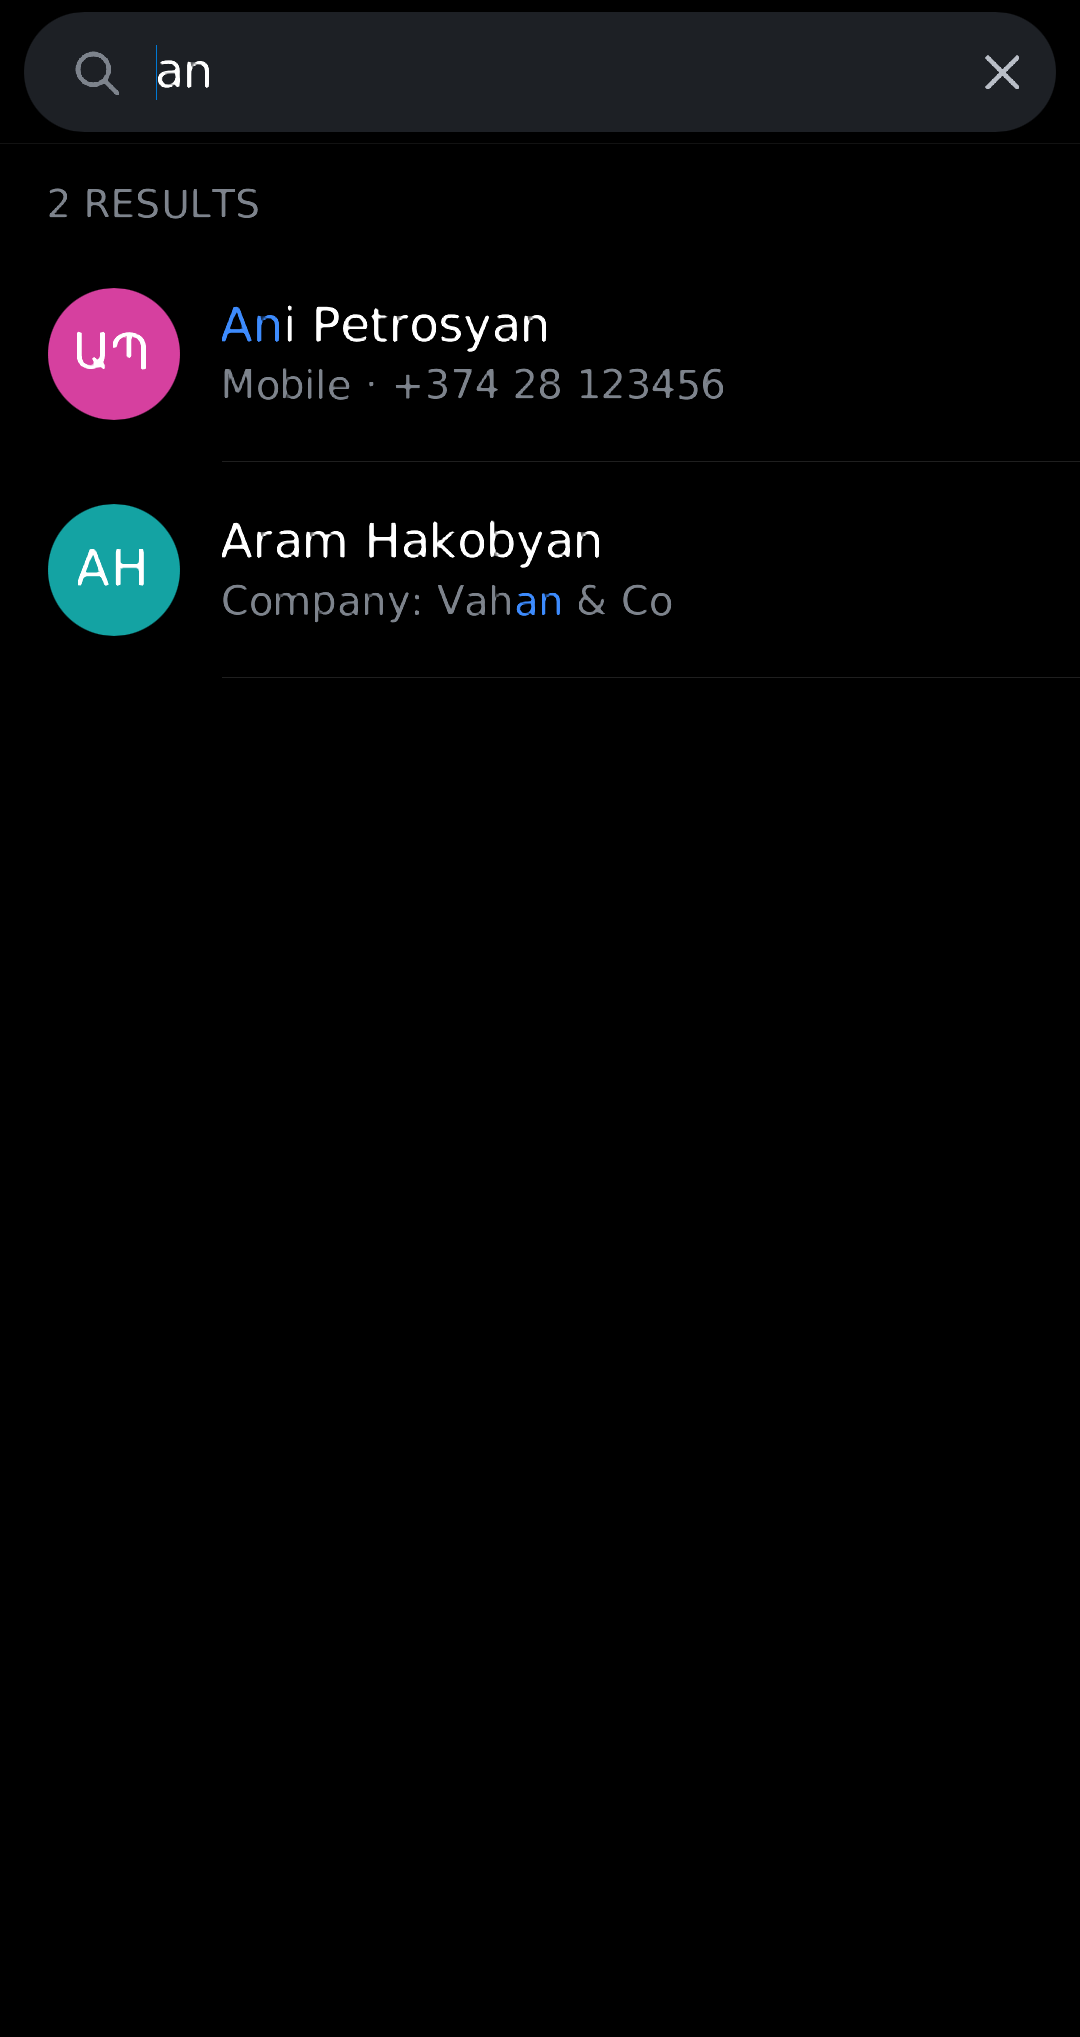 an
2 RESULTS
ԱՊ
Ani Petrosyan
Mobile · +374 28 123456
AH
Aram Hakobyan
Company: Vahan & Co